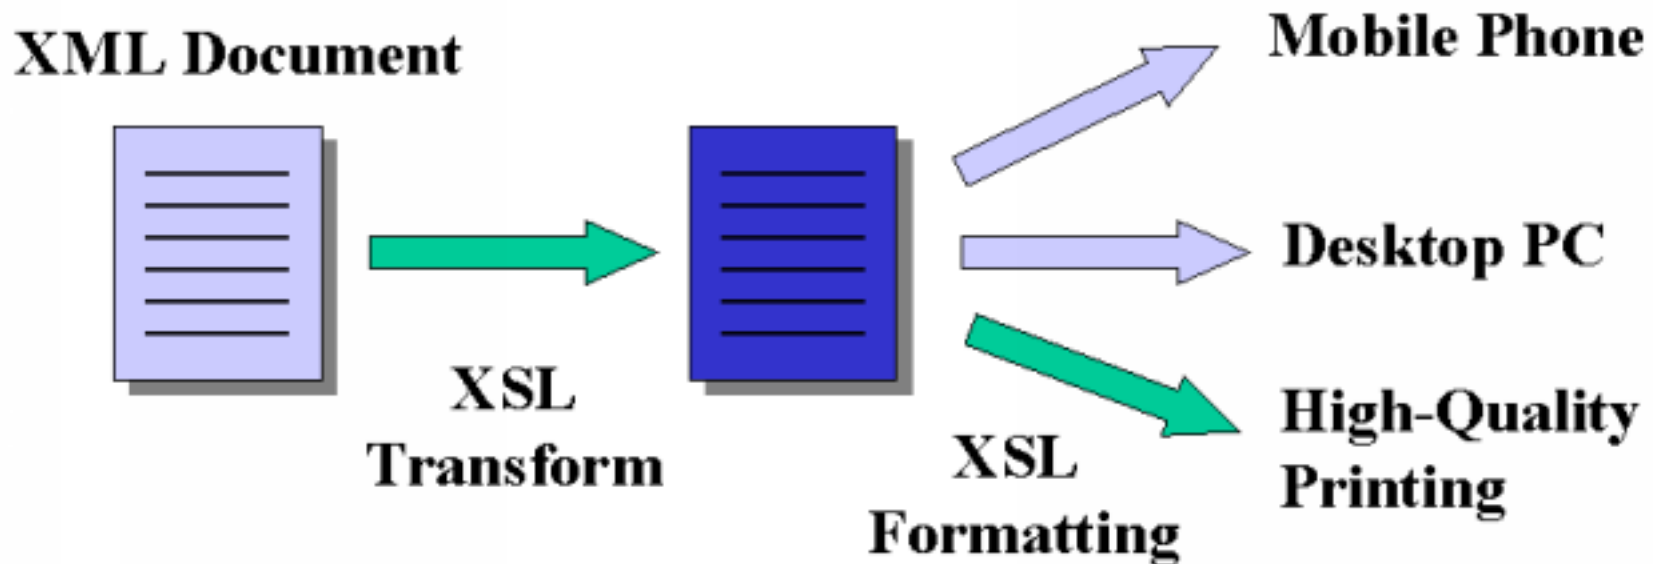 XML Document
XSL
Transform
XSL
Formatting
Mobile Phone
Desktop PC
High-Quality
Printing